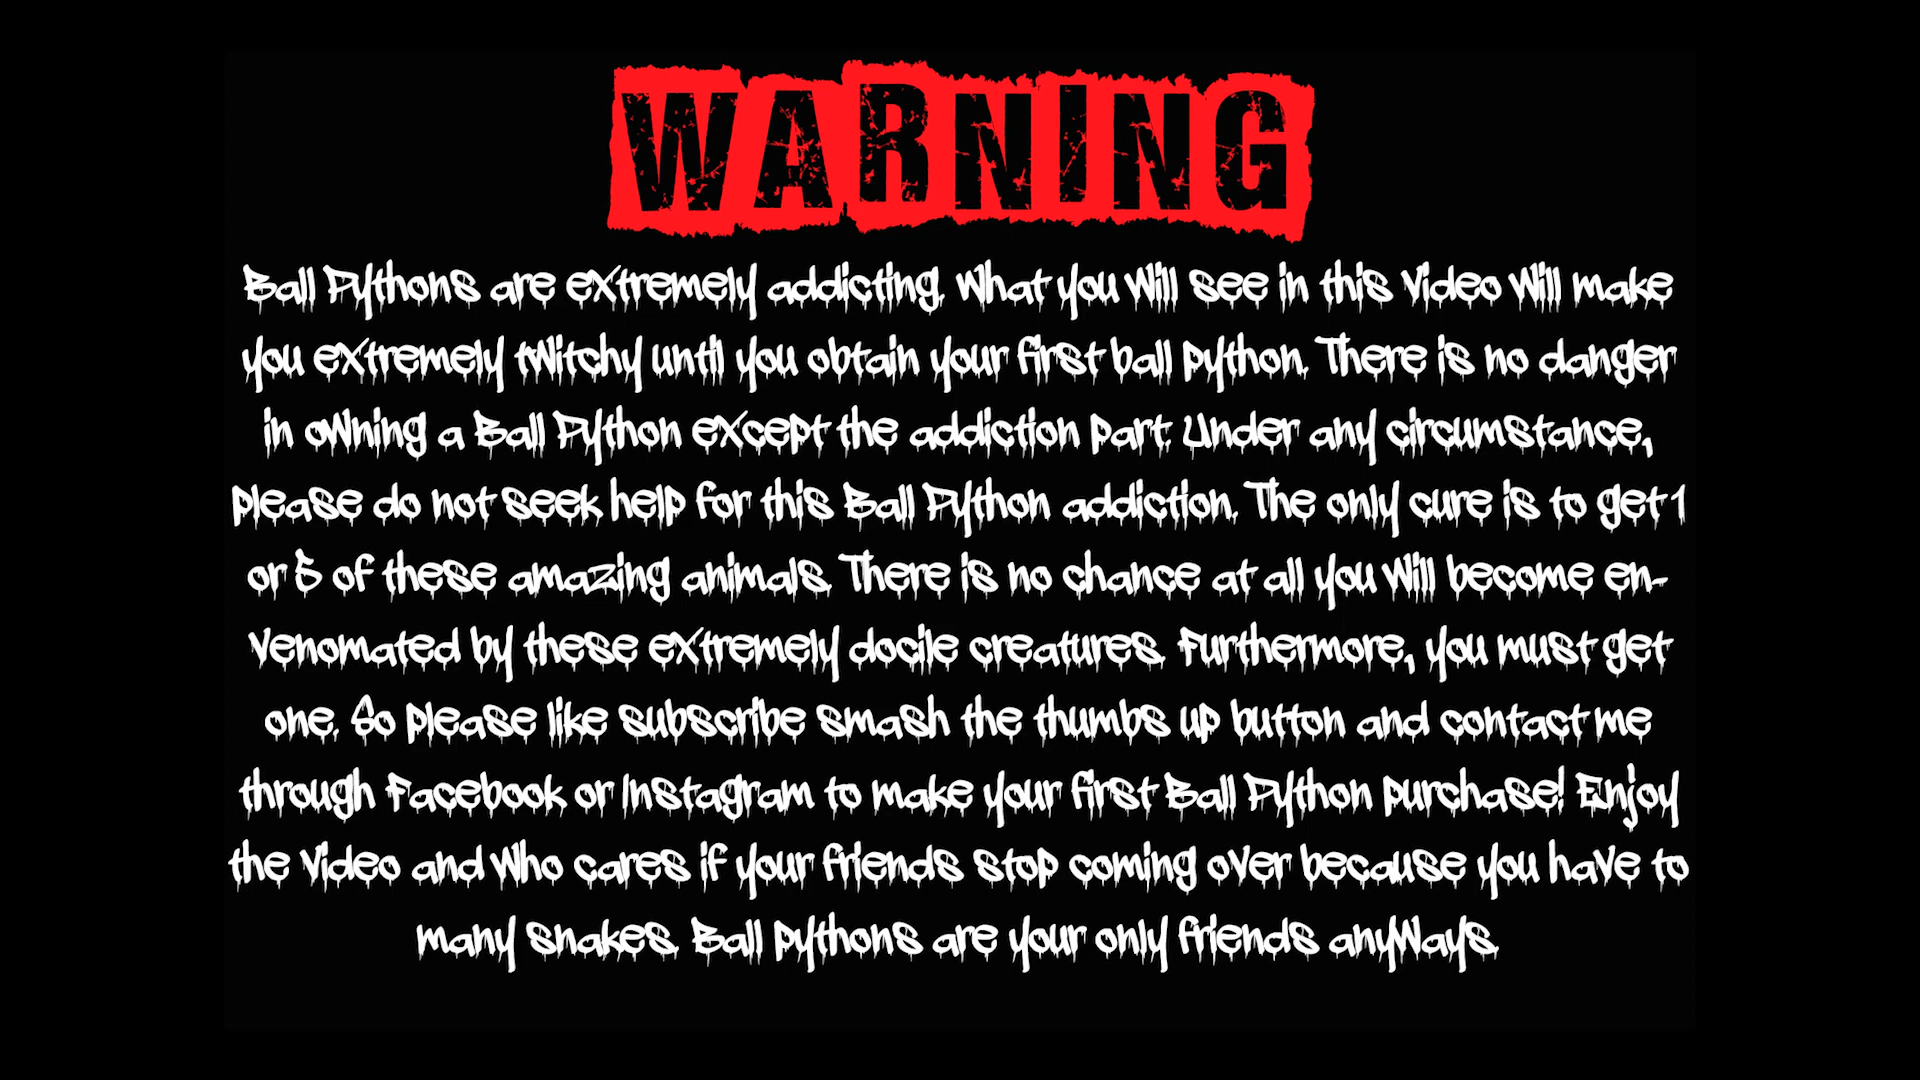 WARNING
Ball Pythons are extremely addicting. What you will see in this video will make
you extremely twitchy until you obtain your first ball python. There is no danger
in owning a Ball Python except the addiction part. Under any circumstance,
please do not seek help for this Ball Python addiction. The only cure is to get 1
or 5 of these amazing animals. There is no chance at all you will become en-
venomated by these extremely docile creatures. Furthermore, you must get
one. So please like subscribe smash the thumbs up button and contact me
through Facebook or Instagram to make your first Ball Python purchase! Enjoy
the video and who cares if your friends stop coming over because you have to
many snakes. Ball pythons are your only friends anyways.